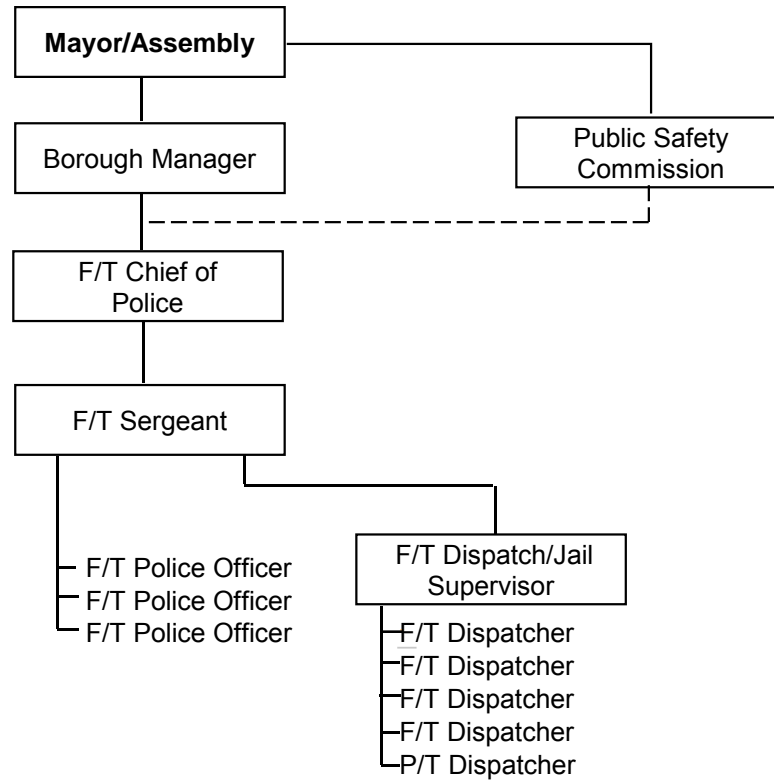 Mayor/Assembly
Borough Manager
Public Safety
Commission
F/T Chief of
Police
F/T Sergeant
F/T Police Officer
F/T Police Officer
F/T Police Officer
F/T Dispatch/Jail
Supervisor
F/T Dispatcher
F/T Dispatcher
F/T Dispatcher
F/T Dispatcher
P/T Dispatcher